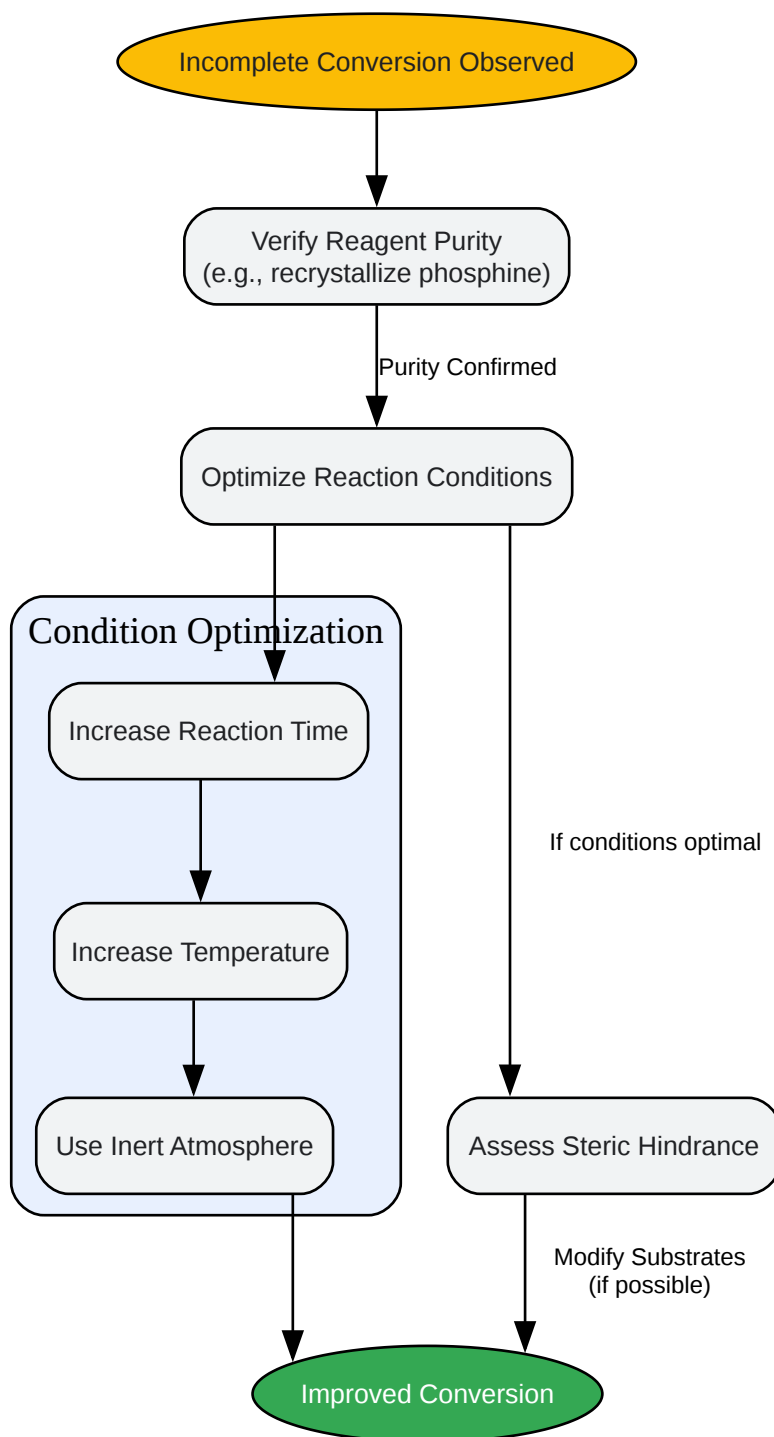 Incomplete Conversion Observed
Verify Reagent Purity
(e.g., recrystallize phosphine)
Purity Confirmed
Optimize Reaction Conditions
Condition Optimization
Increase Reaction Time
If conditions optimal
Increase Temperature
Use Inert Atmosphere
Assess Steric Hindrance
Modify Substrates
(if possible)
Improved Conversion